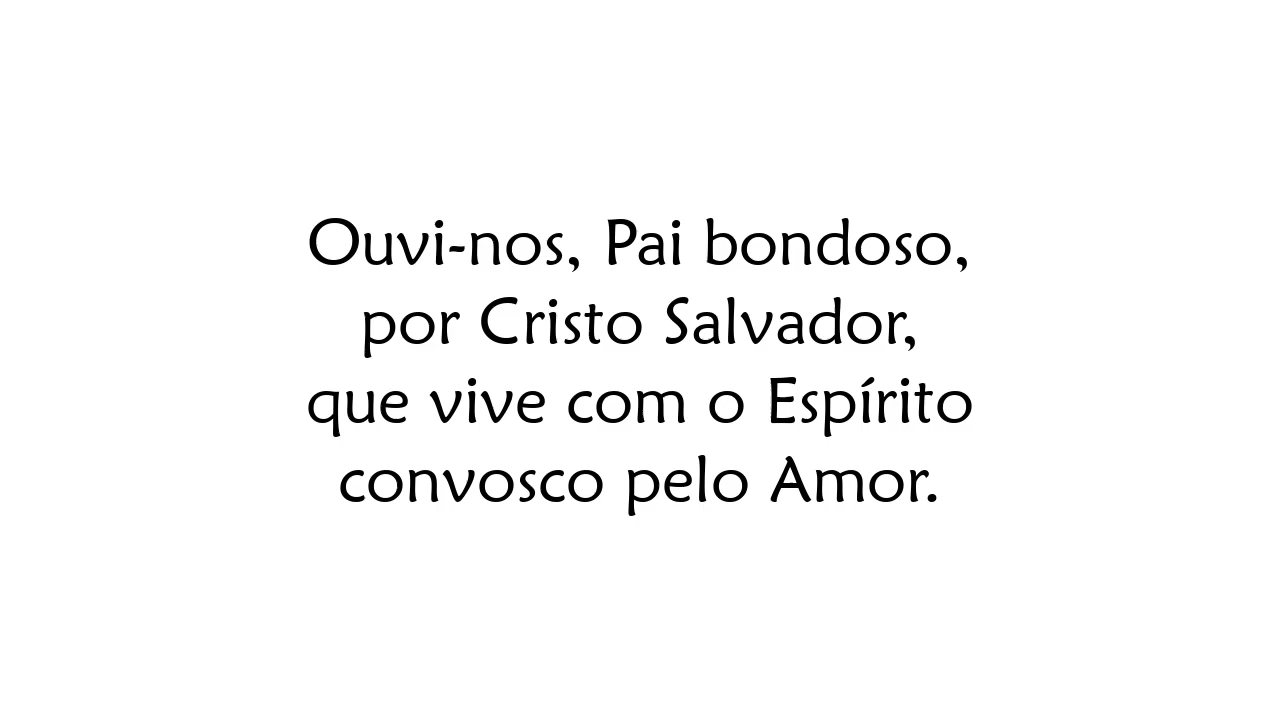 Ouvi-nos, Pai bondoso,
por Cristo Salvador,
que vive com o Espírito
convosco pelo Amor.